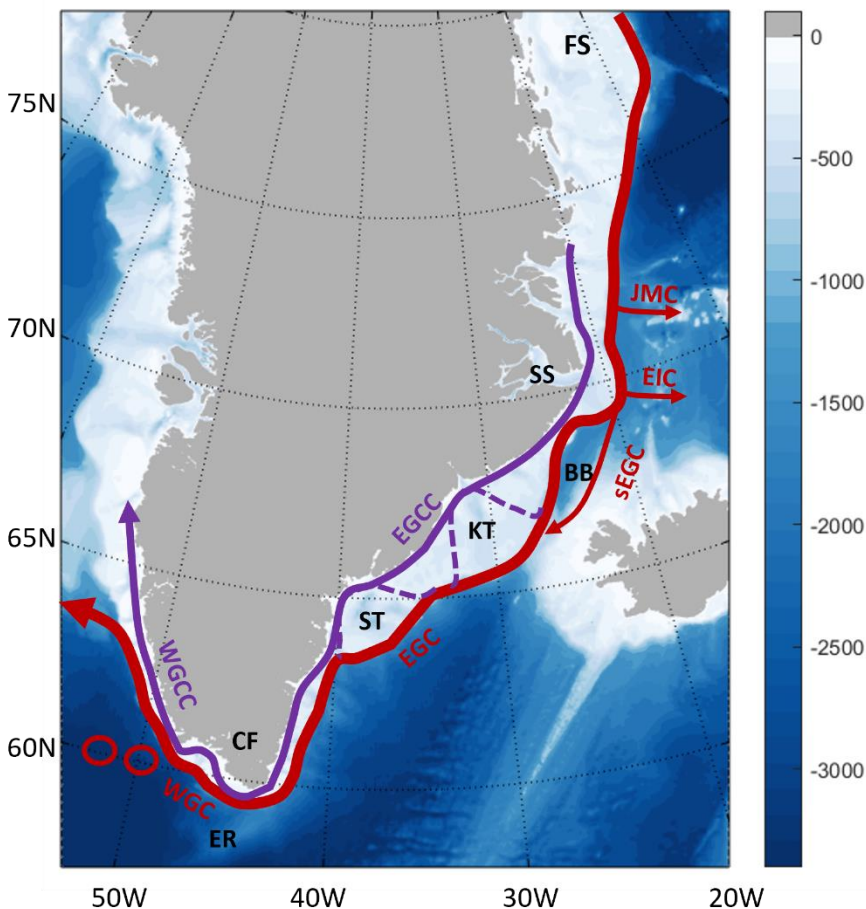 FS
75N
0
-500
JMC
-1000
70N
SS
EIC
-1500
BB
sEGC
EGCC
KT
65N
-2000
ST
EGC
-2500
WGCC
CF
60N
WGC
-3000
ER
50W
40W
30W
20W